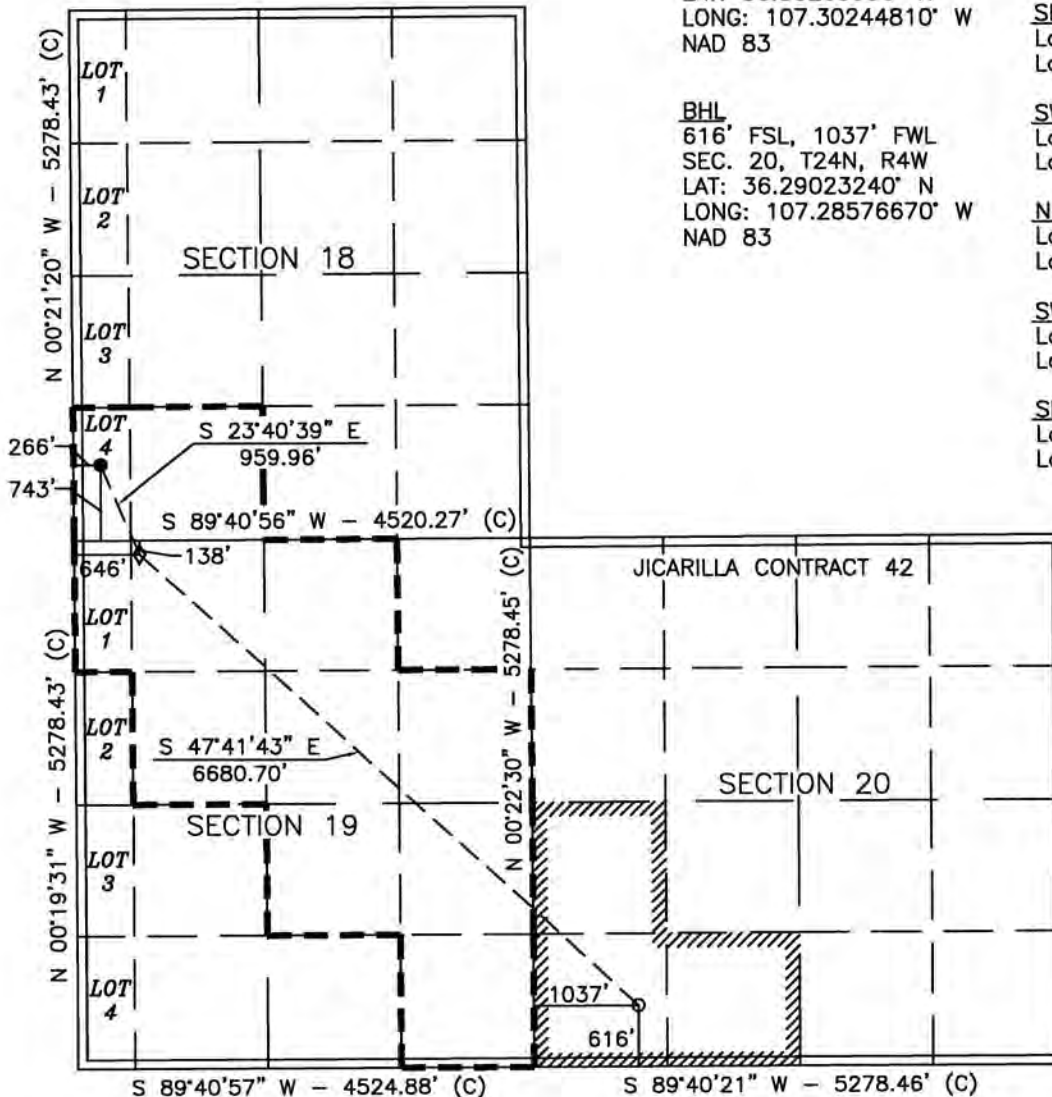 LONG: 107.30244810° W
NAD 83
BHL
616' FSL, 1037' FWL
SEC. 20, T24N, R4W
LAT: 36.29023240° N
LONG: 107.28576670° W
NAD 83
N 00°21'20" W – 5278.43' (C)
LOT
1
LOT
2
SECTION 18
LOT
3
LOT
4
S 23°40'39" E
959.96'
266'
743'
S 89°40'56" W – 4520.27' (C)
646'
138'
JICARILLA CONTRACT 42
N 00°19'31" W – 5278.43' (C)
LOT
1
N 00°22'30" W – 5278.45' (C)
LOT
2
S 47°41'43" E
6680.70'
SECTION 19
SECTION 20
LOT
3
LOT
4
1037'
616'
S 89°40'57" W – 4524.88' (C)
S 89°40'21" W – 5278.46' (C)